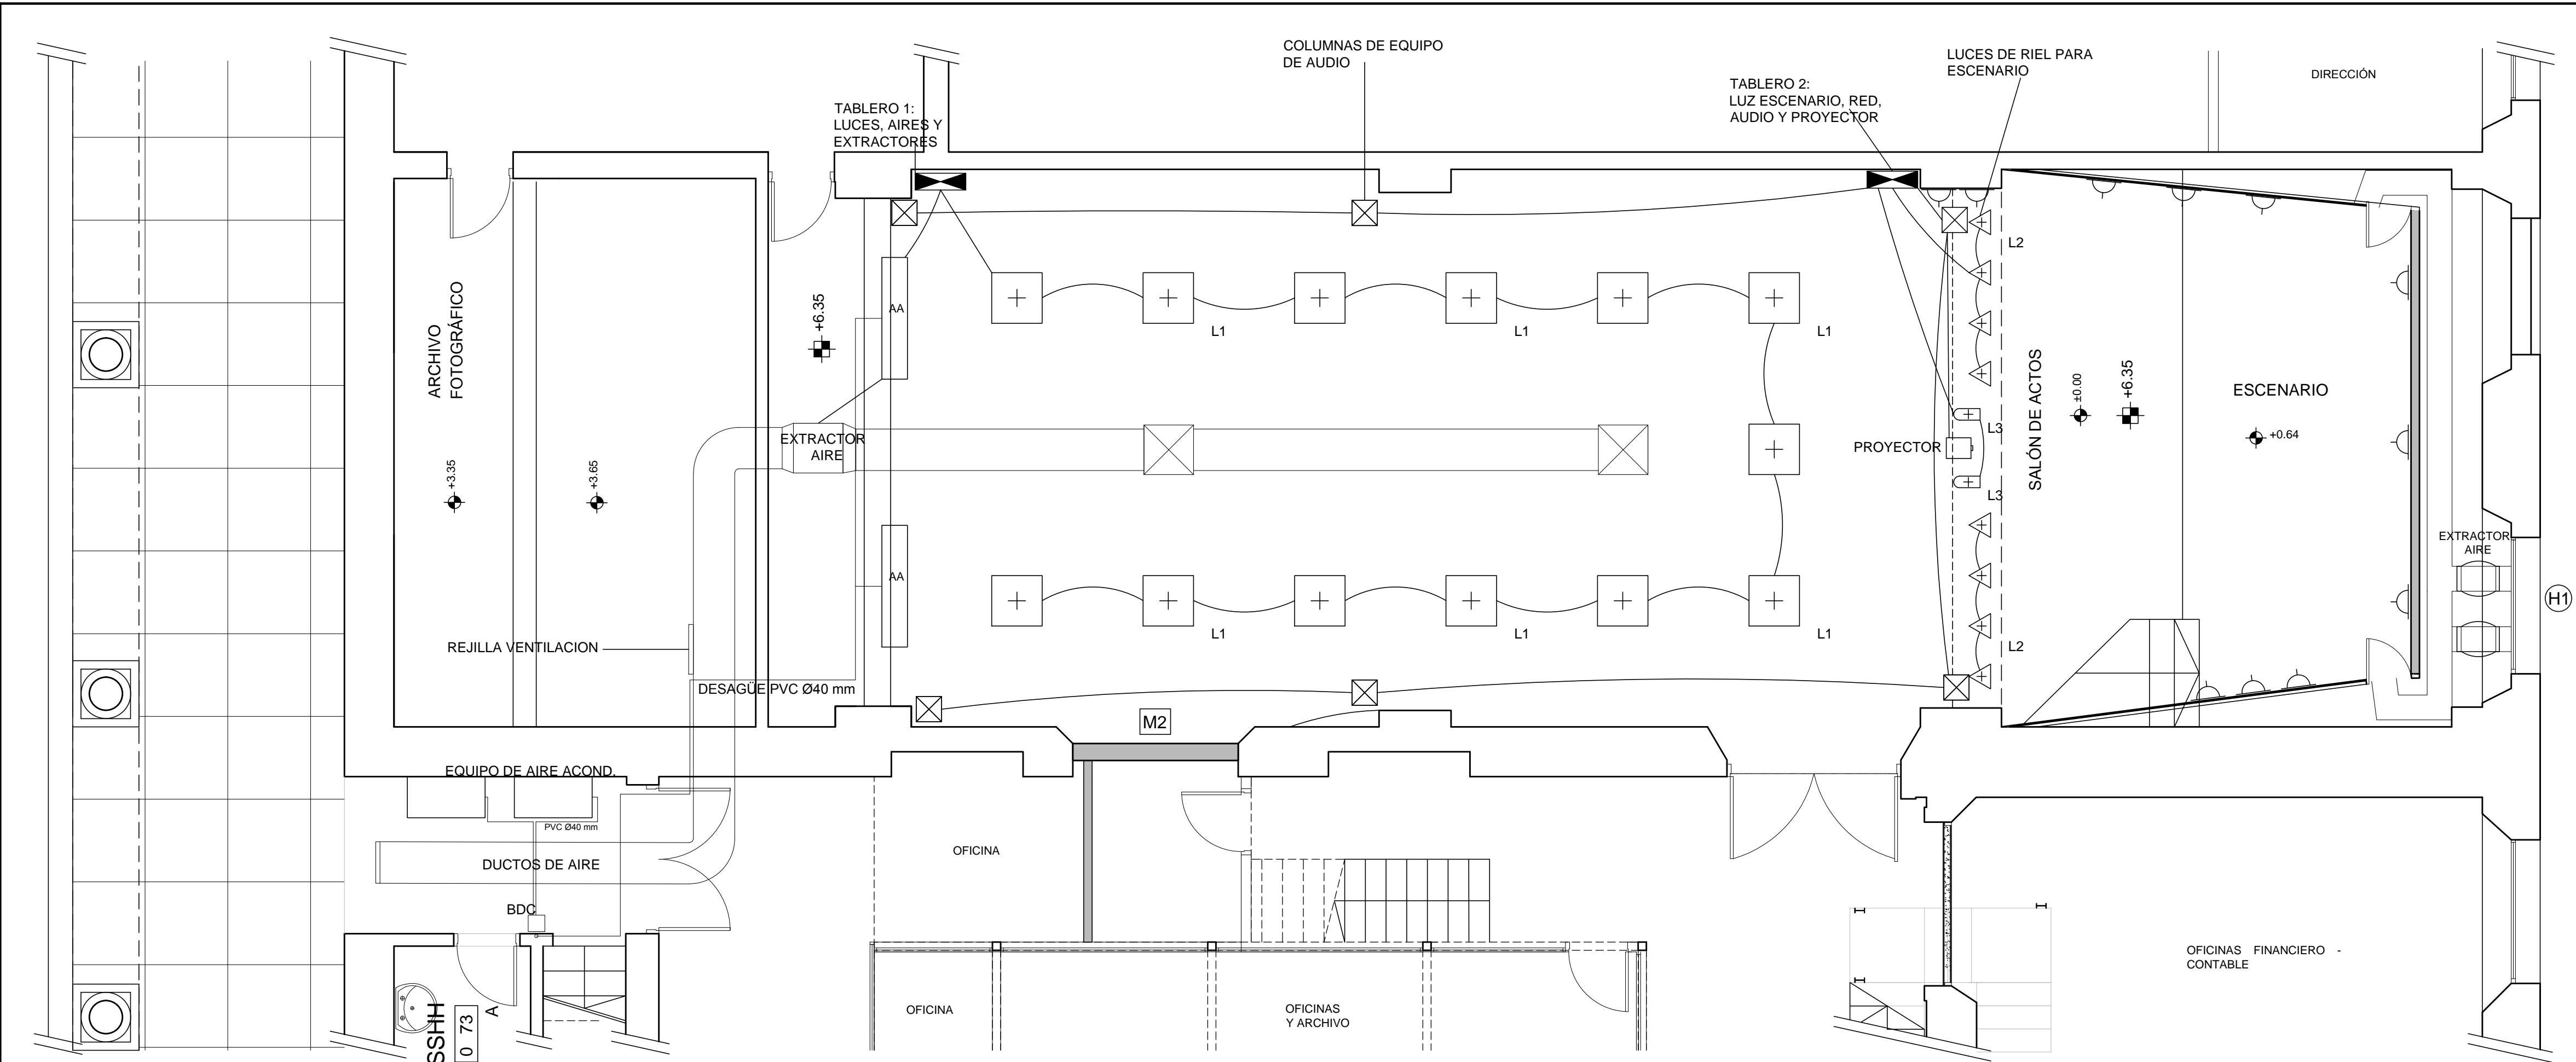 COLUMNAS DE EQUIPO
DE AUDIO
LUCES DE RIEL PARA
ESCENARIO
DIRECCIÓN
TABLERO 1:
LUCES, AIRES Y
EXTRACTORES
TABLERO 2:
LUZ ESCENARIO, RED,
AUDIO Y PROYECTOR
L2
ARCHIVO
FOTOGRÁFICO
+6.35
AA
L1
L1
L1
SALÓN DE ACTOS
±0.00
+6.35
ESCENARIO
+0.64
EXTRACTOR
AIRE
PROYECTOR
L3
L3
+3.35
+3.65
EXTRACTOR
AIRE
AA
H1
L1
L1
L1
L2
REJILLA VENTILACION
DESAGÜE PVC Ø40 mm
M2
EQUIPO DE AIRE ACOND.
PVC Ø40 mm
DUCTOS DE AIRE
OFICINA
BDC
OFICINAS FINANCIERO -
CONTABLE
SSHH
0 73
A
OFICINA
OFICINAS
Y ARCHIVO